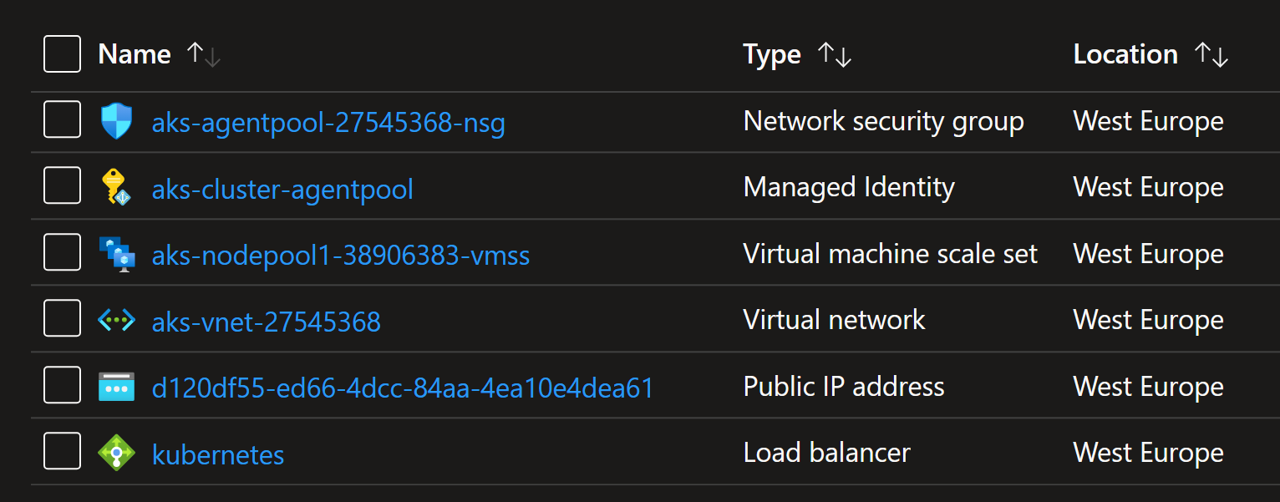 Name ↑↓ Type ↑↓ Location ↑↓
aks-agentpool-27545368-nsg Network security group West Europe
aks-cluster-agentpool Managed Identity West Europe
aks-nodepool1-38906383-vmss Virtual machine scale set West Europe
aks-vnet-27545368 Virtual network West Europe
d120df55-ed66-4dcc-84aa-4ea10e4dea61 Public IP address West Europe
kubernetes Load balancer West Europe